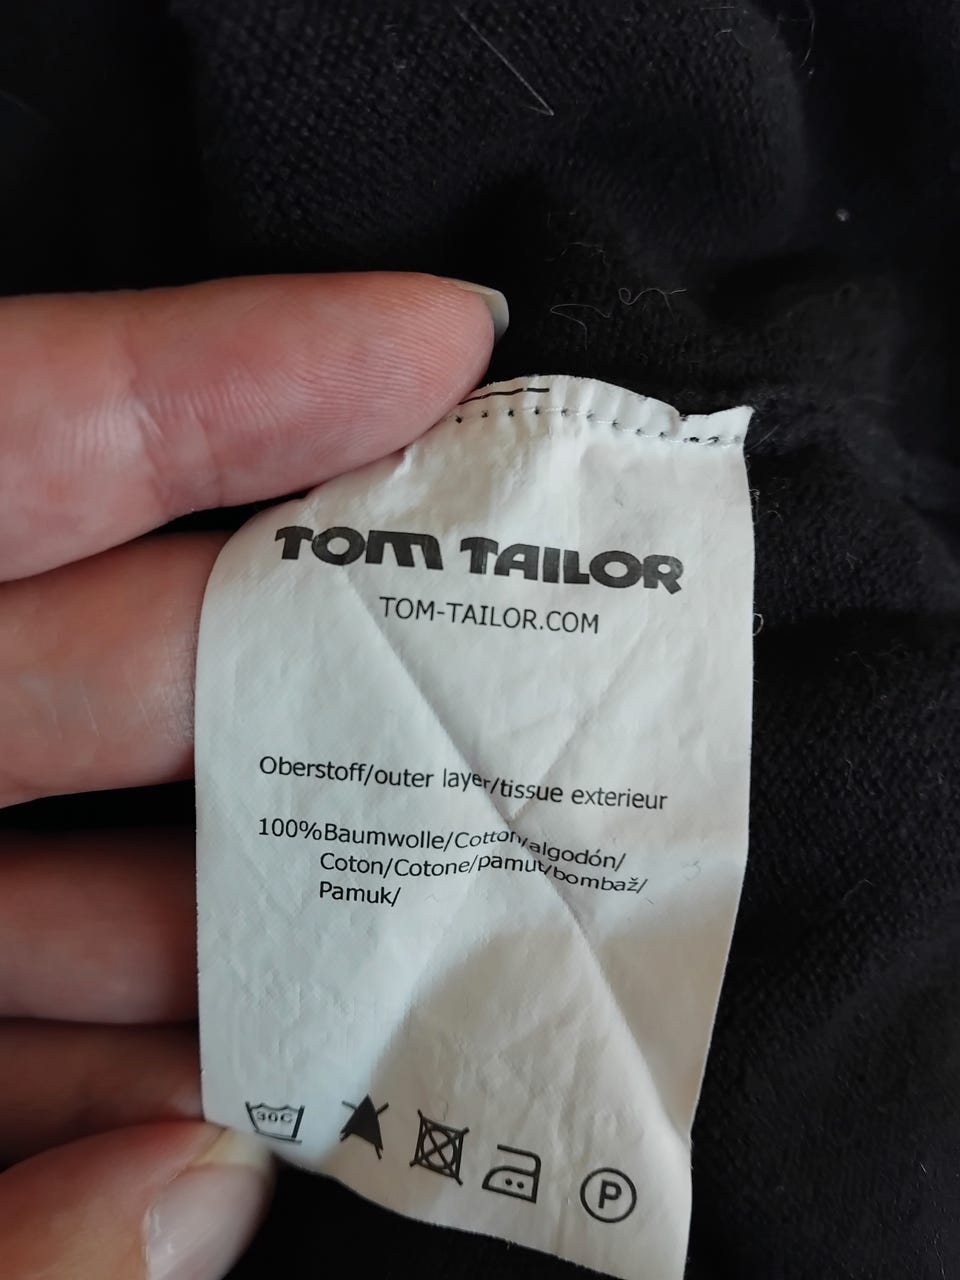 TOM TAILOR
TOM-TAILOR.COM
Oberstoff/outer layer/tissue exterieur
100%Baumwolle/Cotton/algodón/
Coton/Cotone/pamut/bombaž/
Pamuk/
30C
P